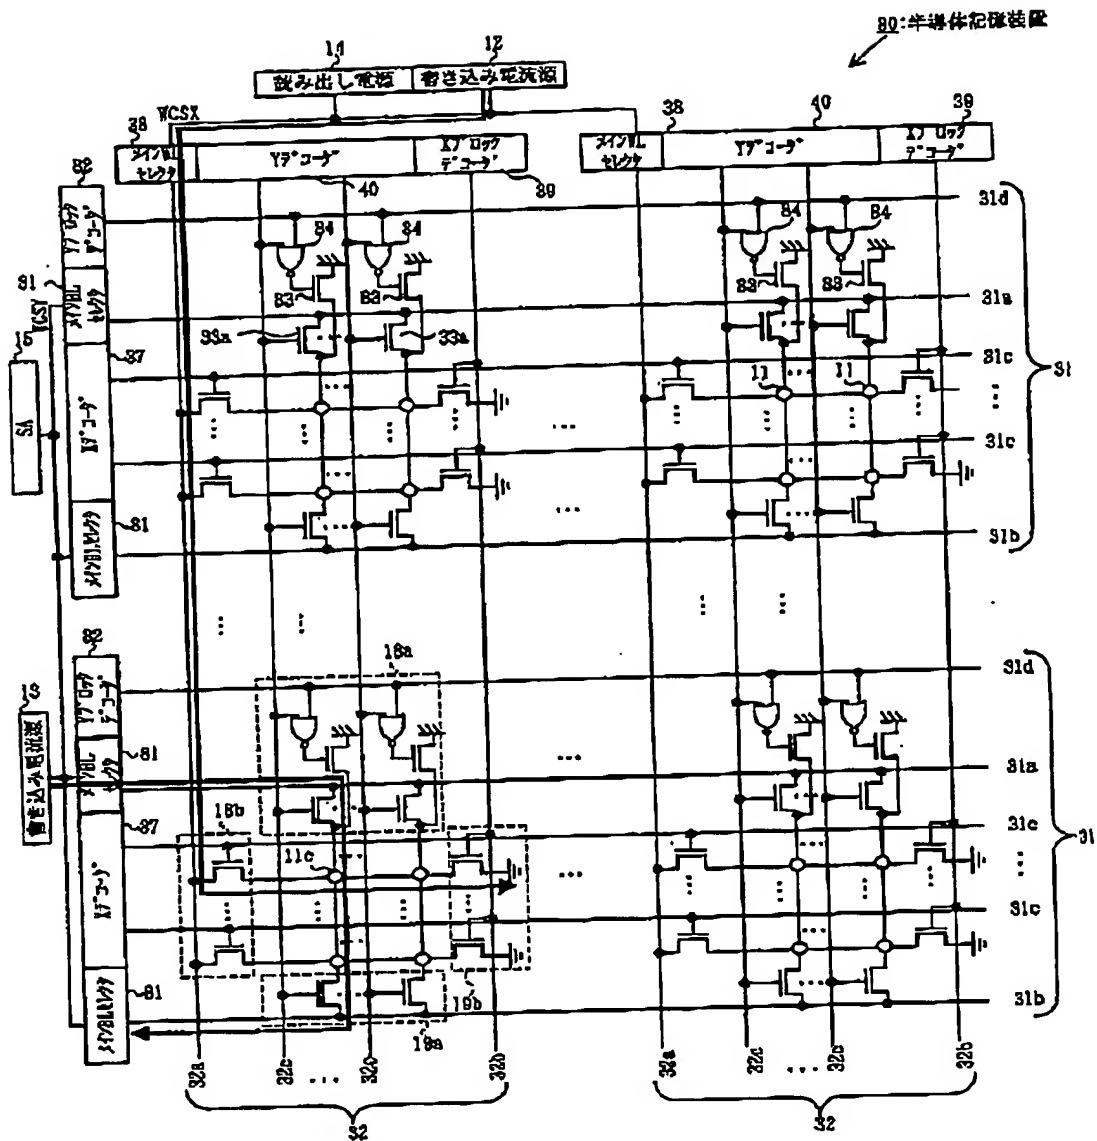 80:半導体記憶装置
14
12
読み出し電源
書き込み電流源
WCSX
38
メインWL
セレクタ
Yデコーダ
40
Xブロック
デコーダ
39
38
メインWL
セレクタ
40
Yデコーダ
39
Xブロック
デコーダ
82
Yブロック
デコーダ
81
メインBL
セレクタ
WCSY
15
SA
37
Xデコーダ
81
メインBLセレクタ
84
84
83
83
33a
33a
84
84
83
83
11
11
31d
31a
31c
31c
31b
31
13
書き込み電流源
Yブロック
デコーダ
81
メインBL
セレクタ
37
Xデコーダ
81
メインBLセレクタ
18a
18b
11c
19b
19a
31d
31a
31c
31c
31b
31
32a
32c
32c
32b
32
32a
32c
32c
32b
32